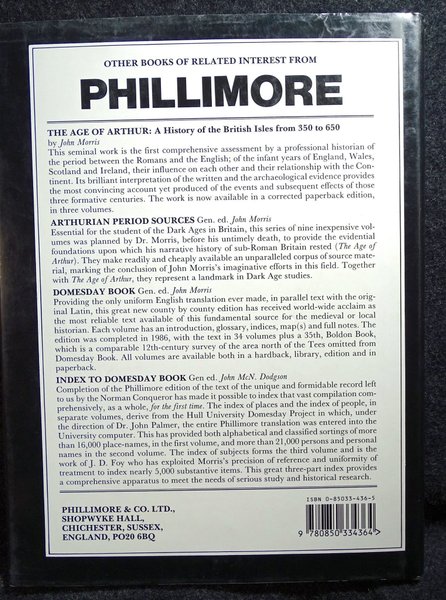 OTHER BOOKS OF RELATED INTEREST FROM
PHILLIMORE
THE AGE OF ARTHUR: A History of the British Isles from 350 to 650
by John Morris
This seminal work is the first comprehensive assessment by a professional historian of
the period between the Romans and the English; of the infant years of England, Wales,
Scotland and Ireland, their influence on each other and their relationship with the Con-
tinent. Its brilliant interpretation of the written and the archaeological evidence provides
the most convincing account yet produced of the events and subsequent effects of those
three formative centuries. The work is now available in a corrected paperback edition,
in three volumes.
ARTHURIAN PERIOD SOURCES Gen. ed. John Morris
Essential for the student of the Dark Ages in Britain, this series of nine inexpensive vol-
umes was planned by Dr. Morris, before his untimely death, to provide the evidential
foundations upon which his narrative history of sub-Roman Britain rested (The Age of
Arthur). They make readily and cheaply available an unparalleled corpus of source mate-
rial, marking the conclusion of John Morris's imaginative efforts in this field. Together
with The Age of Arthur, they represent a landmark in Dark Age studies.
DOMESDAY BOOK Gen. ed. John Morris
Providing the only uniform English translation ever made, in parallel text with the orig-
inal Latin, this great new county by county edition has received world-wide acclaim as
the most reliable text available of this fundamental source for the medieval or local
historian. Each volume has an introduction, glossary, indices, map(s) and full notes. The
edition was completed in 1986, with the text in 34 volumes plus a 35th, Boldon Book,
which is a comparable 12th-century survey of the area north of the Tees omitted from
Domesday Book. All volumes are available both in a hardback, library, edition and in
paperback.
INDEX TO DOMESDAY BOOK Gen ed. John McN. Dodgson
Completion of the Phillimore edition of the text of the unique and formidable record left
to us by the Norman Conqueror has made it possible to index that vast compilation com-
prehensively, as a whole, for the first time. The index of places and the index of people, in
separate volumes, derive from the Hull University Domesday Project in which, under
the direction of Dr. John Palmer, the entire Phillimore translation was entered into the
University computer. This has provided both alphabetical and classified sortings of more
than 16,000 place-names, in the first volume, and more than 21,000 persons and personal
names in the second volume. The index of subjects forms the third volume and is the
work of J. D. Foy who has exploited Morris's precision of reference and uniformity of
treatment to index nearly 5,000 substantive items. This great three-part index provides
a comprehensive apparatus to meet the needs of serious study and historical research.
PHILLIMORE & CO. LTD.,
SHOPWYKE HALL,
CHICHESTER, SUSSEX,
ENGLAND, PO20 6BQ
ISBN 0-85033-436-5
9 780850 334364 >